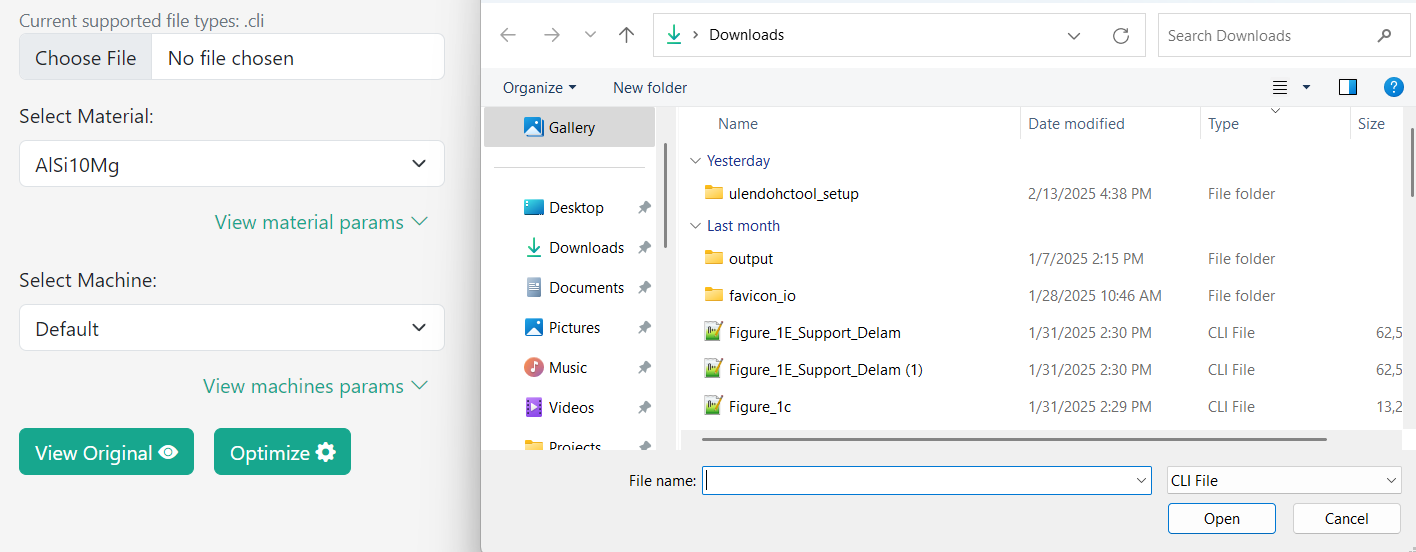 Current supported file types: .cli
Choose File No file chosen
Select Material:
AlSi10Mg
View material params
Select Machine:
Default
View machines params
View Original Optimize
Downloads
Search Downloads
Organize New folder
Gallery
Desktop
Downloads
Documents
Pictures
Music
Videos
Projects
Name Date modified Type Size
Yesterday
ulendohctool_setup 2/13/2025 4:38 PM File folder
Last month
output 1/7/2025 2:15 PM File folder
favicon_io 1/28/2025 10:46 AM File folder
Figure_1E_Support_Delam 1/31/2025 2:30 PM CLI File 62,5
Figure_1E_Support_Delam (1) 1/31/2025 2:30 PM CLI File 62,5
Figure_1c 1/31/2025 2:29 PM CLI File 13,2
File name: CLI File
Open Cancel